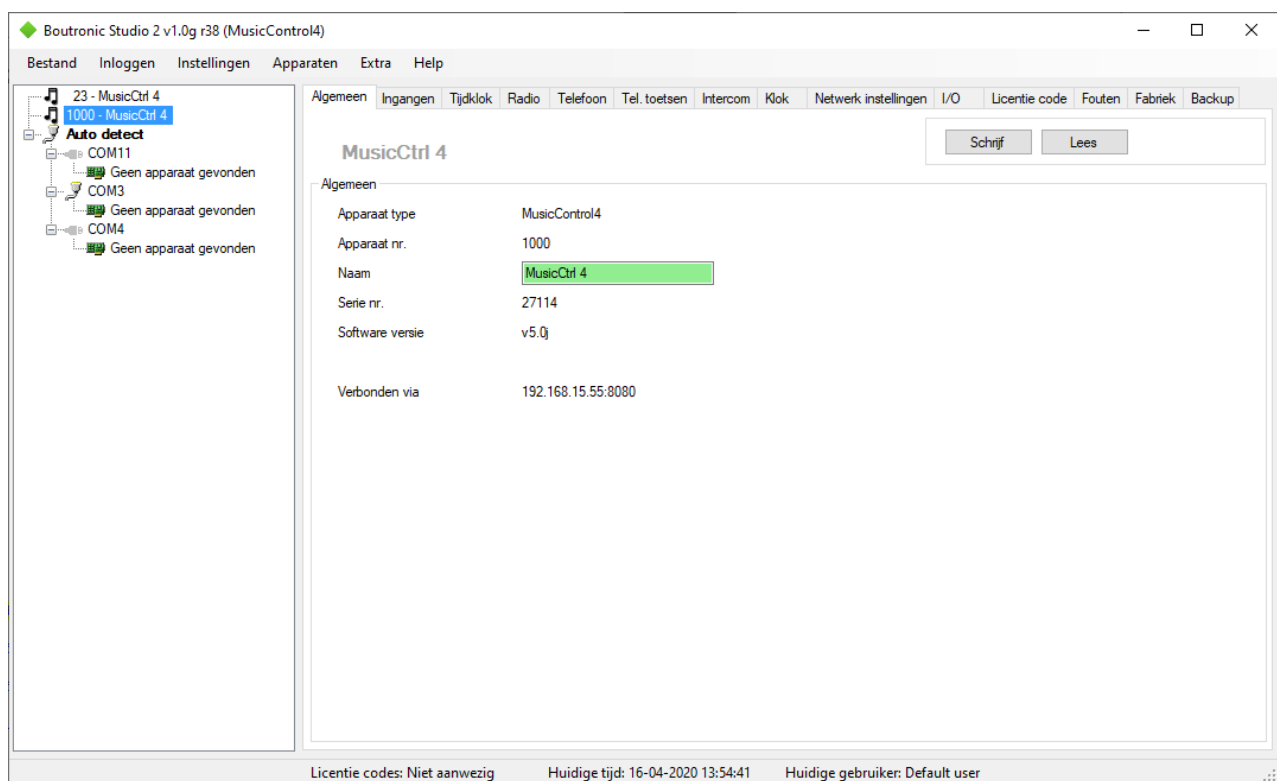 Boutronic Studio 2 v1.0g r38 (MusicControl4)
Bestand Inloggen Instellingen Apparaten Extra Help
23 - MusicCtrl 4
1000 - MusicCtrl 4
Auto detect
COM11
Geen apparaat gevonden
COM3
Geen apparaat gevonden
COM4
Geen apparaat gevonden
Algemeen Ingangen Tijdklok Radio Telefoon Tel. toetsen Intercom Klok Netwerk instellingen I/O Licentie code Fouten Fabriek Backup
MusicCtrl 4
Schrijf Lees
Algemeen
Apparaat type MusicControl4
Apparaat nr. 1000
Naam MusicCtrl 4
Serie nr. 27114
Software versie v5.0j
Verbonden via 192.168.15.55:8080
Licentie codes: Niet aanwezig Huidige tijd: 16-04-2020 13:54:41 Huidige gebruiker: Default user